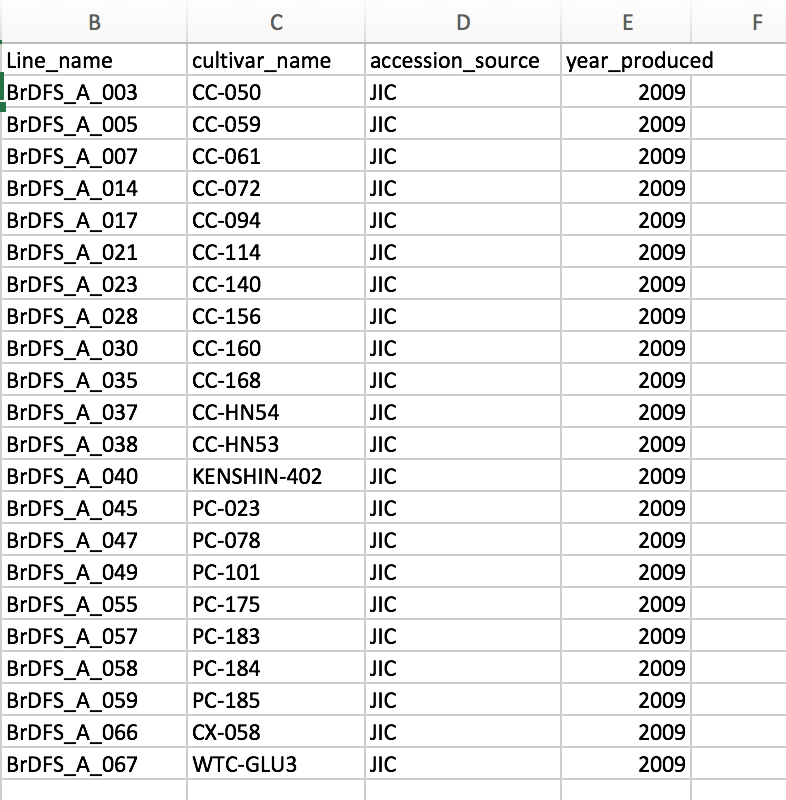 B C D E F
Line_name cultivar_name accession_source year_produced
BrDFS_A_003 CC-050 JIC 2009
BrDFS_A_005 CC-059 JIC 2009
BrDFS_A_007 CC-061 JIC 2009
BrDFS_A_014 CC-072 JIC 2009
BrDFS_A_017 CC-094 JIC 2009
BrDFS_A_021 CC-114 JIC 2009
BrDFS_A_023 CC-140 JIC 2009
BrDFS_A_028 CC-156 JIC 2009
BrDFS_A_030 CC-160 JIC 2009
BrDFS_A_035 CC-168 JIC 2009
BrDFS_A_037 CC-HN54 JIC 2009
BrDFS_A_038 CC-HN53 JIC 2009
BrDFS_A_040 KENSHIN-402 JIC 2009
BrDFS_A_045 PC-023 JIC 2009
BrDFS_A_047 PC-078 JIC 2009
BrDFS_A_049 PC-101 JIC 2009
BrDFS_A_055 PC-175 JIC 2009
BrDFS_A_057 PC-183 JIC 2009
BrDFS_A_058 PC-184 JIC 2009
BrDFS_A_059 PC-185 JIC 2009
BrDFS_A_066 CX-058 JIC 2009
BrDFS_A_067 WTC-GLU3 JIC 2009